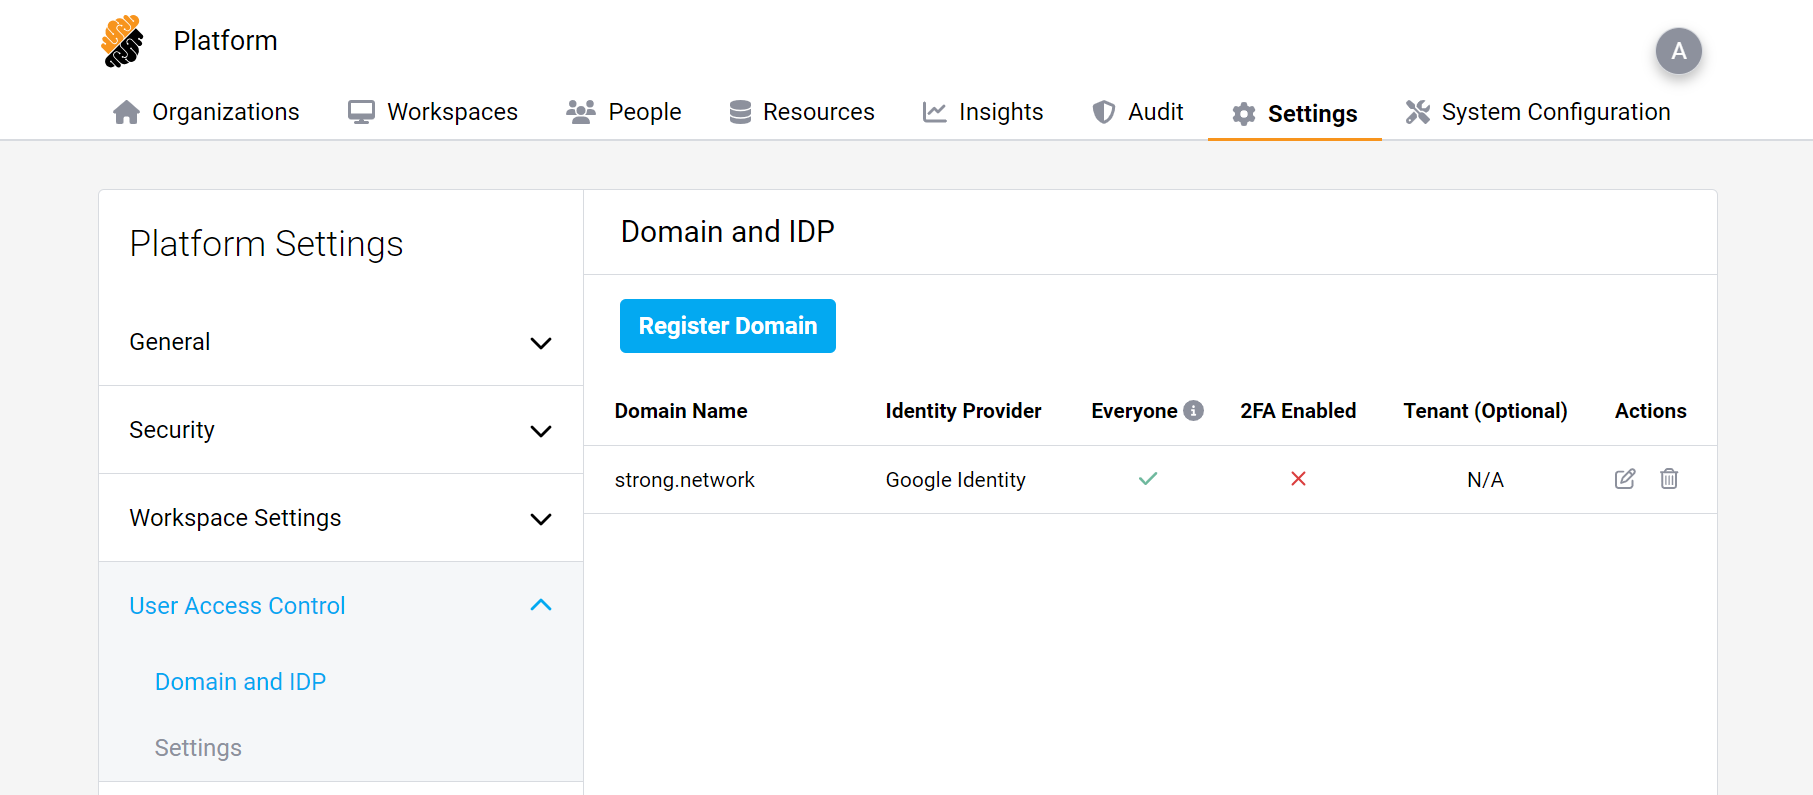 Platform
A
Organizations Workspaces People Resources Insights Audit Settings System Configuration
Platform Settings
General
Security
Workspace Settings
User Access Control
Domain and IDP
Settings
Domain and IDP
Register Domain
Domain Name Identity Provider Everyone 2FA Enabled Tenant (Optional) Actions
strong.network Google Identity N/A